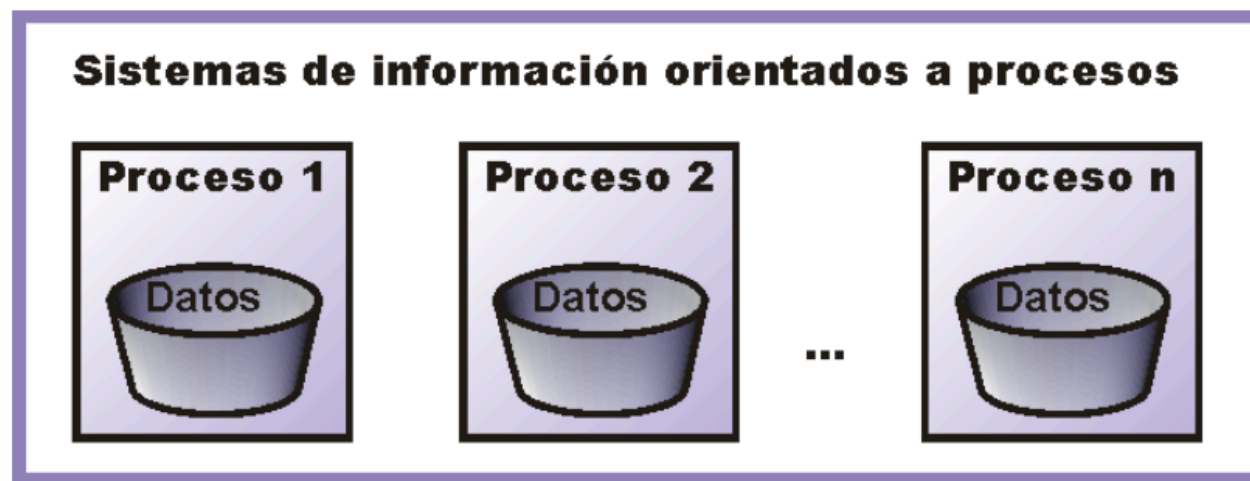 Sistemas de información orientados a procesos
Proceso 1
Proceso 2
Proceso n
Datos
Datos
...
Datos